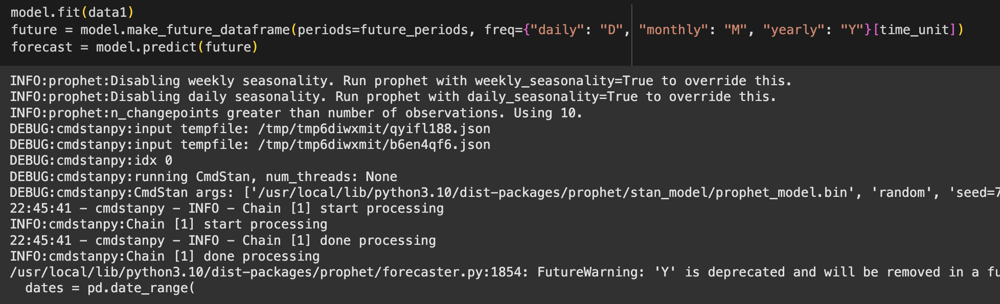 model.fit(data1)
future = model.make_future_dataframe(periods=future_periods, freq={"daily": "D", "monthly": "M", "yearly": "Y"}[time_unit])
forecast = model.predict(future)
INFO:prophet:Disabling weekly seasonality. Run prophet with weekly_seasonality=True to override this.
INFO:prophet:Disabling daily seasonality. Run prophet with daily_seasonality=True to override this.
INFO:prophet:n_changepoints greater than number of observations. Using 10.
DEBUG:cmdstanpy:input tempfile: /tmp/tmp6diwxmit/qyifl188.json
DEBUG:cmdstanpy:input tempfile: /tmp/tmp6diwxmit/b6en4qf6.json
DEBUG:cmdstanpy:idx 0
DEBUG:cmdstanpy:running CmdStan, num_threads: None
DEBUG:cmdstanpy:CmdStan args: ['/usr/local/lib/python3.10/dist-packages/prophet/stan_model/prophet_model.bin', 'random', 'seed=7
22:45:41 - cmdstanpy - INFO - Chain [1] start processing
INFO:cmdstanpy:Chain [1] start processing
22:45:41 - cmdstanpy - INFO - Chain [1] done processing
INFO:cmdstanpy:Chain [1] done processing
/usr/local/lib/python3.10/dist-packages/prophet/forecaster.py:1854: FutureWarning: 'Y' is deprecated and will be removed in a fu
  dates = pd.date_range(